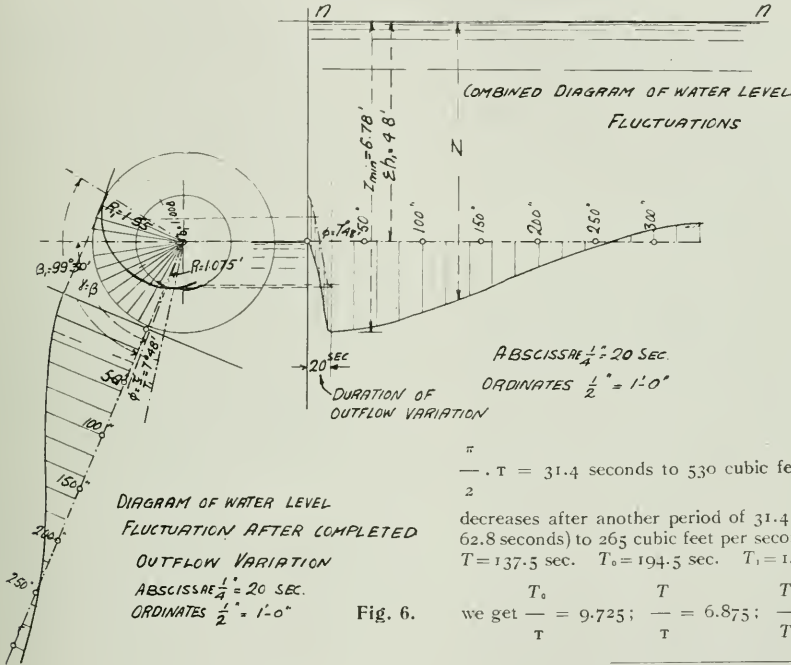 n n
COMBINED DIAGRAM OF WATER LEVEL
FLUCTUATIONS
Zmin=6.78'
Σh,=4.8'
Z
R₁=1.95
R=1.075'
β₁=99°30'
γ=β
φ=7°48'
50" 100" 150" 200" 250" 300"
20 SEC
DURATION OF
OUTFLOW VARIATION
ABSCISSAE 1/4" = 20 SEC.
ORDINATES 1/2" = 1'-0"
50"
100"
150"
200"
250"
DIAGRAM OF WATER LEVEL
FLUCTUATION AFTER COMPLETED
OUTFLOW VARIATION
ABSCISSAE 1/4" = 20 SEC.
ORDINATES 1/2" = 1'-0"
Fig. 6.
π/2 . T = 31.4 seconds to 530 cubic fe
decreases after another period of 31.4
62.8 seconds) to 265 cubic feet per seco
T = 137.5 sec. T₀ = 194.5 sec. T₁ = 1.
we get T₀/T = 9.725; T/T = 6.875; T/T